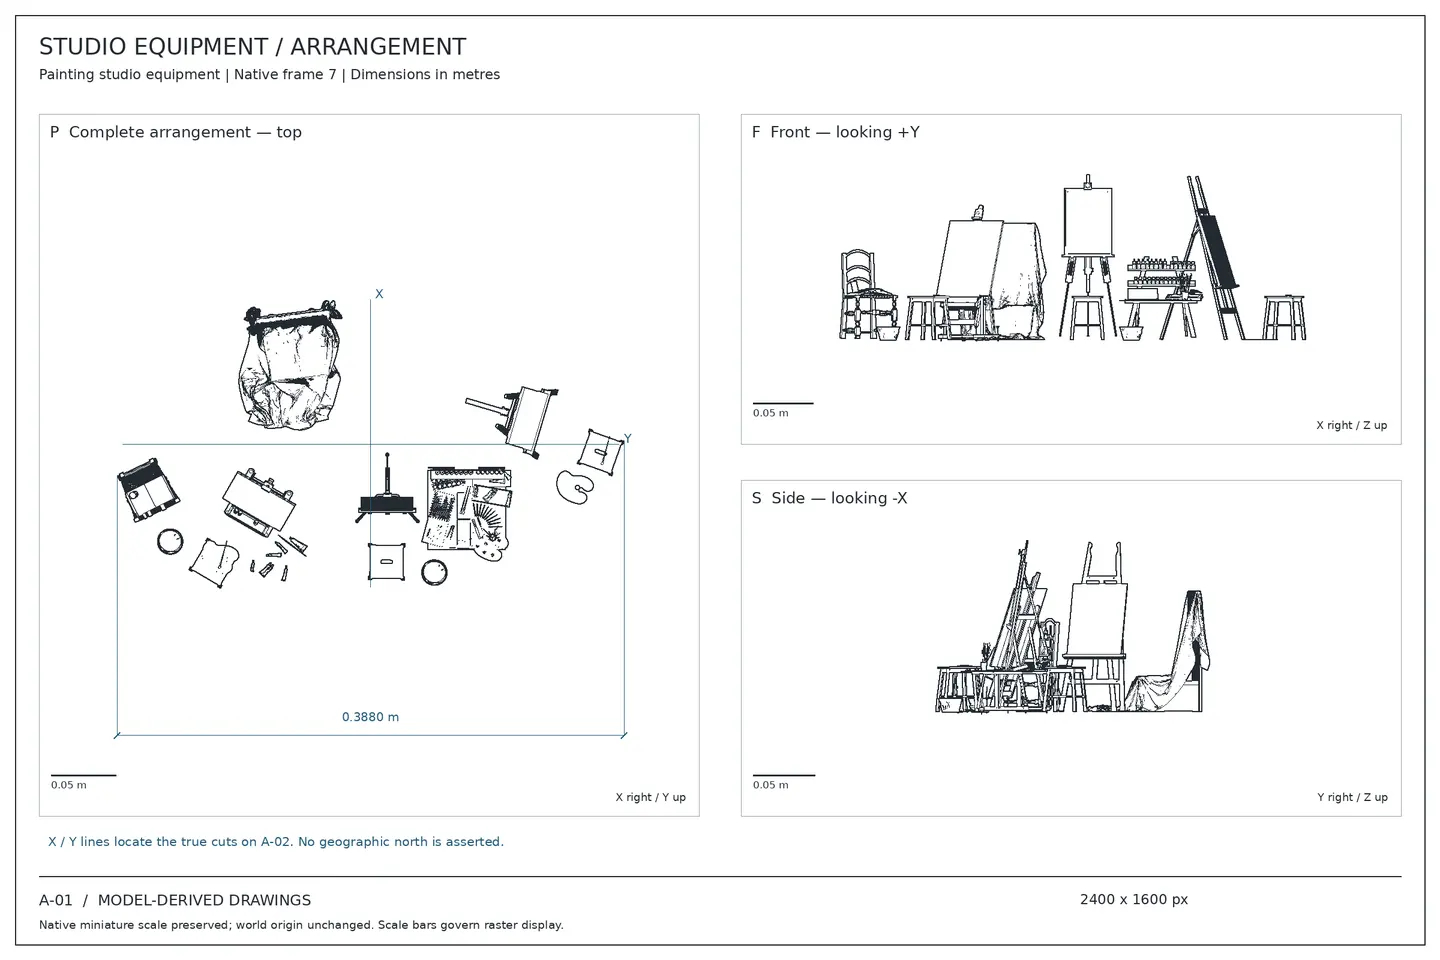 STUDIO EQUIPMENT / ARRANGEMENT
Painting studio equipment | Native frame 7 | Dimensions in metres
P  Complete arrangement — top
X
Y
0.3880 m
0.05 m
X right / Y up
F  Front — looking +Y
0.05 m
X right / Z up
S  Side — looking -X
0.05 m
Y right / Z up
X / Y lines locate the true cuts on A-02. No geographic north is asserted.
A-01  /  MODEL-DERIVED DRAWINGS
2400 x 1600 px
Native miniature scale preserved; world origin unchanged. Scale bars govern raster display.